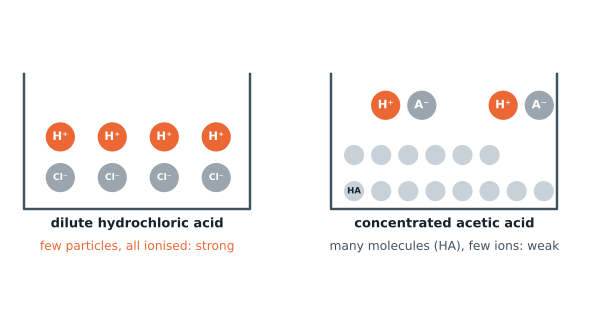 H⁺ A⁻ H⁺ A⁻
H⁺ H⁺ H⁺ H⁺
Cl⁻ Cl⁻ Cl⁻ Cl⁻
HA
dilute hydrochloric acid
concentrated acetic acid
few particles, all ionised: strong
many molecules (HA), few ions: weak